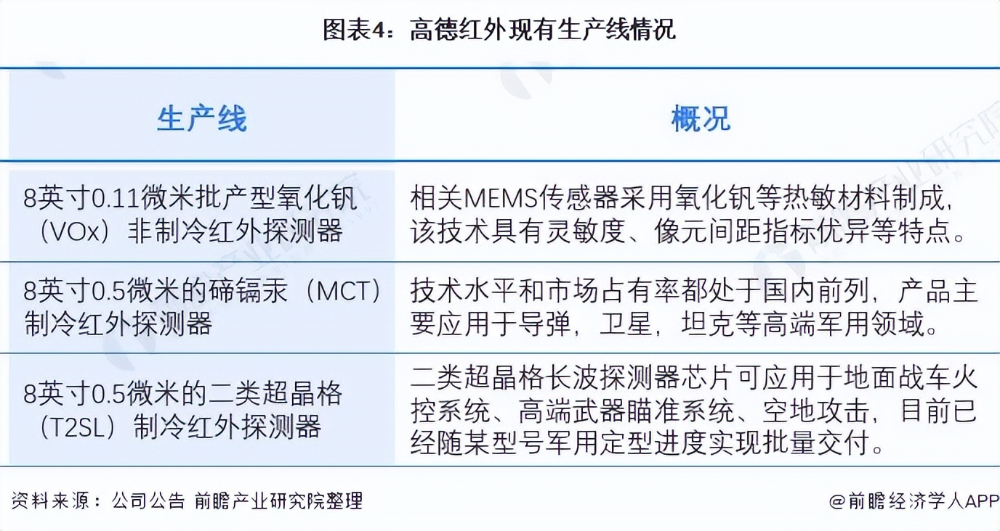 图表4：高德红外现有生产线情况
生产线
概况
8英寸0.11微米批产型氧化钒
（VOx）非制冷红外探测器
相关MEMS传感器采用氧化钒等热敏材料制成，
该技术具有灵敏度、像元间距指标优异等特点。
8英寸0.5微米的碲镉汞（MCT）
制冷红外探测器
技术水平和市场占有率都处于国内前列，产品主
要应用于导弹，卫星，坦克等高端军用领域。
8英寸0.5微米的二类超晶格
（T2SL）制冷红外探测器
二类超晶格长波探测器芯片可应用于地面战车火
控系统、高端武器瞄准系统、空地攻击，目前已
经随某型号军用定型进度实现批量交付。
资料来源：公司公告 前瞻产业研究院整理
@前瞻经济学人APP